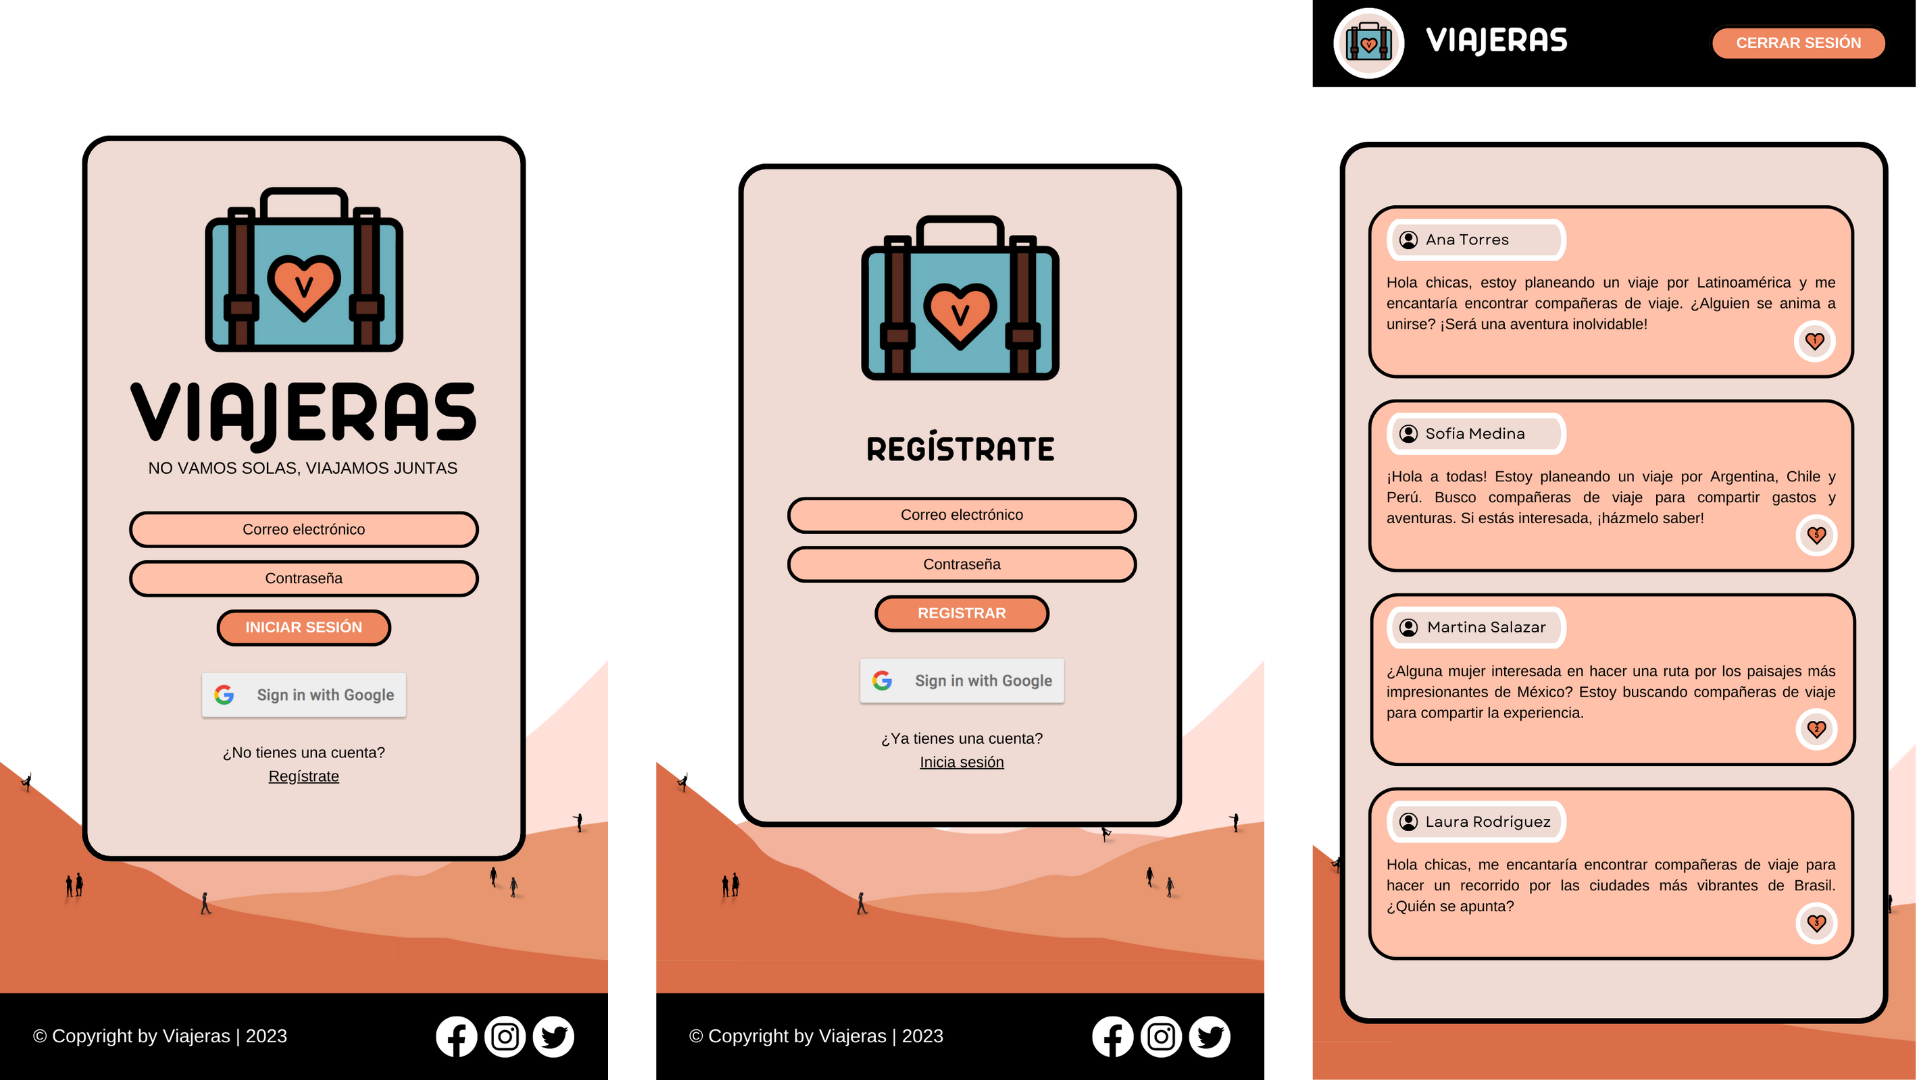 V
VIAJERAS
NO VAMOS SOLAS, VIAJAMOS JUNTAS
Correo electrónico
Contraseña
INICIAR SESIÓN
Sign in with Google
¿No tienes una cuenta?
Regístrate
© Copyright by Viajeras | 2023
V
REGÍSTRATE
Correo electrónico
Contraseña
REGISTRAR
Sign in with Google
¿Ya tienes una cuenta?
Inicia sesión
© Copyright by Viajeras | 2023
V
VIAJERAS
CERRAR SESIÓN
Ana Torres
Hola chicas, estoy planeando un viaje por Latinoamérica y me
encantaría encontrar compañeras de viaje. ¿Alguien se anima a
unirse? ¡Será una aventura inolvidable!
1
Sofía Medina
¡Hola a todas! Estoy planeando un viaje por Argentina, Chile y
Perú. Busco compañeras de viaje para compartir gastos y
aventuras. Si estás interesada, ¡házmelo saber!
5
Martina Salazar
¿Alguna mujer interesada en hacer una ruta por los paisajes más
impresionantes de México? Estoy buscando compañeras de viaje
para compartir la experiencia.
2
Laura Rodríguez
Hola chicas, me encantaría encontrar compañeras de viaje para
hacer un recorrido por las ciudades más vibrantes de Brasil.
¿Quién se apunta?
3